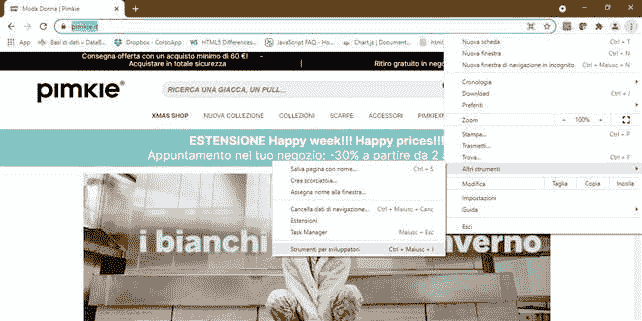 Moda Donna | Pimkie
pimkie.it
App
Basi di dati + DataB...
Dropbox - CorsoApp
HTML5 Differences...
JavaScript FAQ - Ho...
Chart.js | Document...
html
Consegna offerta con un acquisto minimo di 60 €! -
Acquistare in totale sicurezza
Ritiro gratuito in nego
pimkie
RICERCA UNA GIACCA, UN PULL...
XMAS SHOP NUOVA COLLEZIONE COLLEZIONI SCARPE ACCESSORI PIMKIEXM
ESTENSIONE Happy week!!! Happy prices!!!
Appuntamento nel tuo negozio: -30% a partire da 2
i bianchi
verno
Nuova scheda Ctrl + T
Nuova finestra Ctrl + N
Nuova finestra di navigazione in incognito Ctrl + Maiusc + N
Cronologia
Download Ctrl + J
Preferiti
Zoom - 100% +
Stampa... Ctrl + P
Trasmetti...
Trova... Ctrl + F
Altri strumenti
Modifica Taglia Copia Incolla
Impostazioni
Guida
Esci
Salva pagina con nome... Ctrl + S
Crea scorciatoia...
Assegna nome alla finestra...
Cancella dati di navigazione... Ctrl + Maiusc + Canc
Estensioni
Task Manager Maiusc + Esc
Strumenti per sviluppatori Ctrl + Maiusc + I